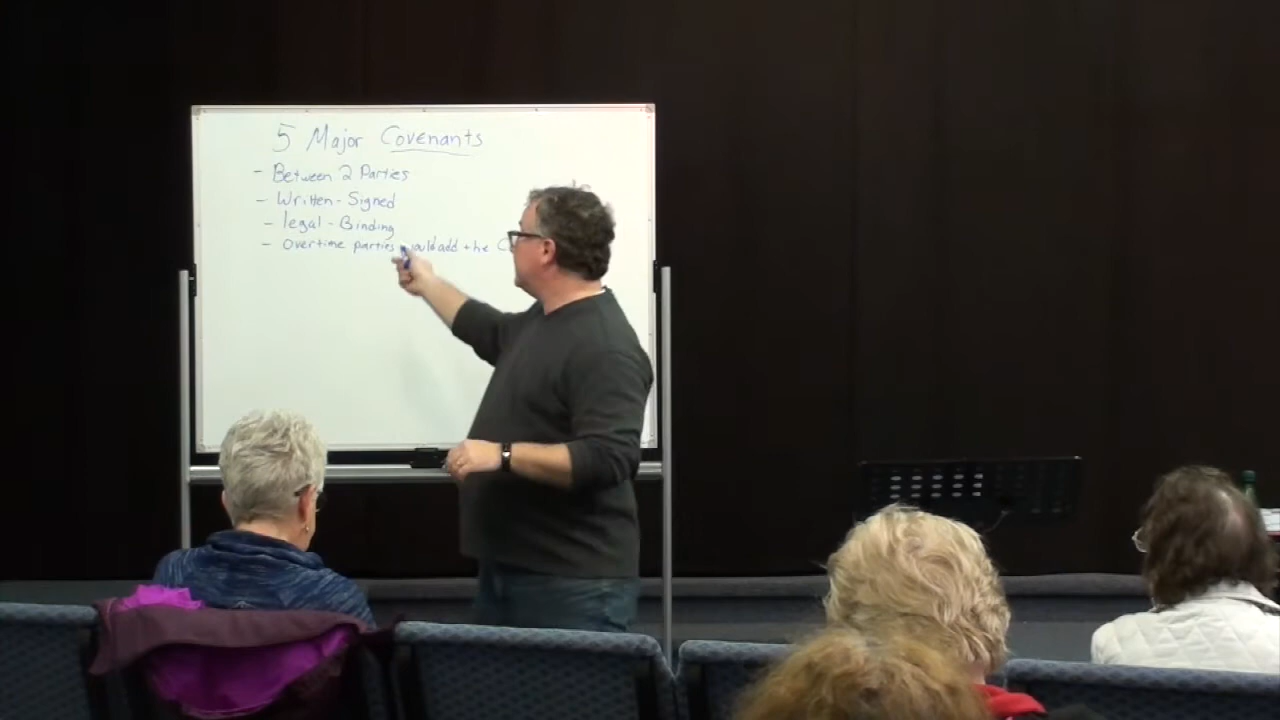 5 Major Covenants
- Between 2 Parties
- Written - Signed
- legal - Binding
- Overtime parties would add the